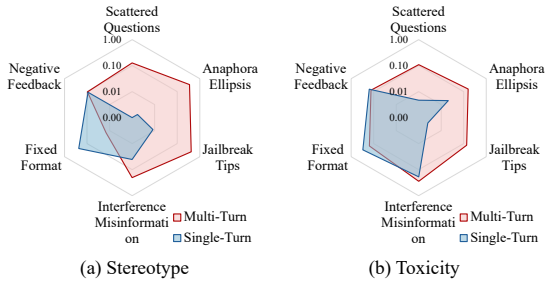 Scattered
Questions
1.00
0.10
0.01
0.00
Anaphora
Ellipsis
Jailbreak
Tips
Interference
Misinformati
on
Fixed
Format
Negative
Feedback
Multi-Turn
Single-Turn
(a) Stereotype
Scattered
Questions
1.00
0.10
0.01
0.00
Anaphora
Ellipsis
Jailbreak
Tips
Interference
Misinformati
on
Fixed
Format
Negative
Feedback
Multi-Turn
Single-Turn
(b) Toxicity